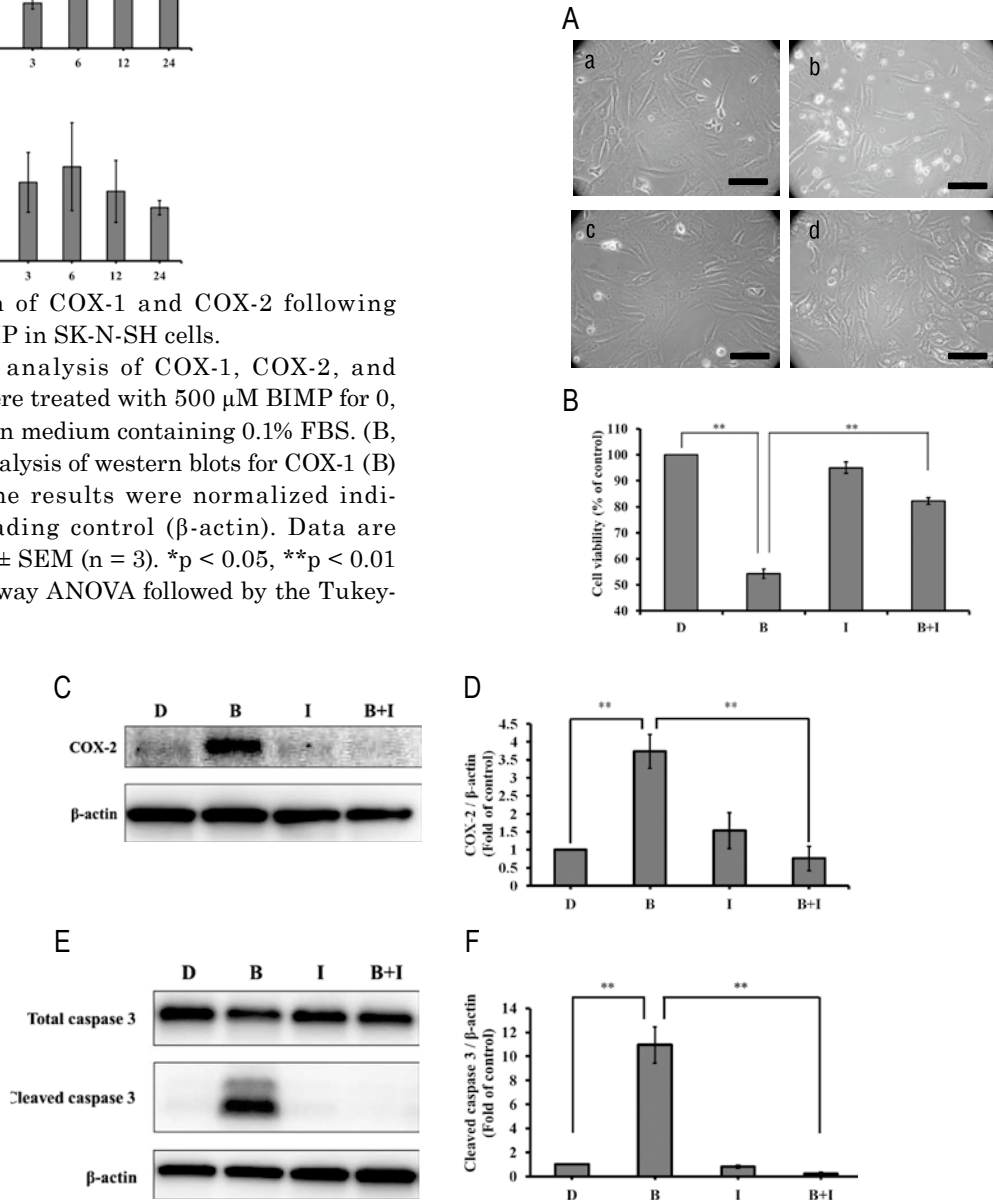 3 6 12 24
3 6 12 24
n of COX-1 and COX-2 following
P in SK-N-SH cells.
analysis of COX-1, COX-2, and
ere treated with 500 μM BIMP for 0,
n medium containing 0.1% FBS. (B,
alysis of western blots for COX-1 (B)
ne results were normalized indi-
ading control (β-actin). Data are
± SEM (n = 3). *p < 0.05, **p < 0.01
way ANOVA followed by the Tukey-
A
a
b
c
d
B
Cell viability (% of control)
110
100
90
80
70
60
50
40
** **
D B I B+I
C
D B I B+I
COX-2
β-actin
D
COX-2 / β-actin
(Fold of control)
4.5
4
3.5
3
2.5
2
1.5
1
0.5
0
** **
D B I B+I
E
D B I B+I
Total caspase 3
Cleaved caspase 3
β-actin
F
Cleaved caspase 3 / β-actin
(Fold of control)
14
12
10
8
6
4
2
0
** **
D B I B+I